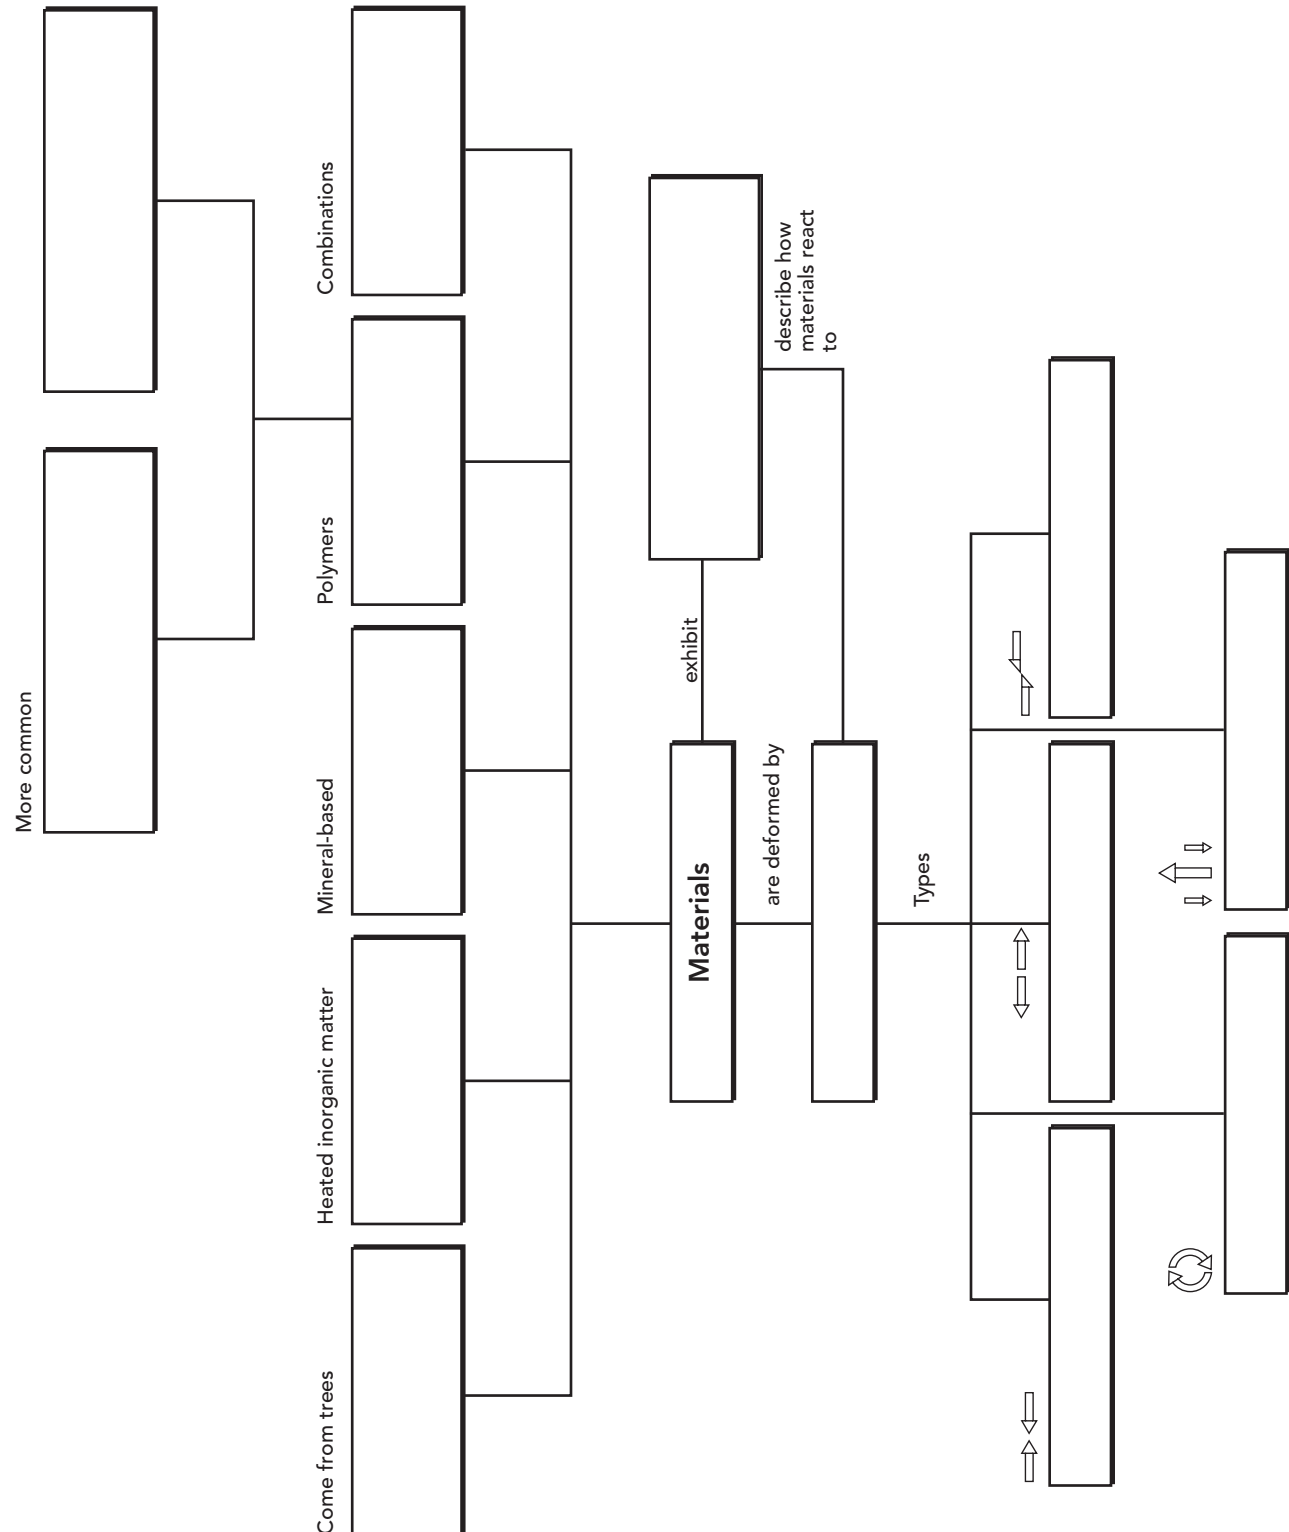 More common
Come from trees
Heated inorganic matter
Mineral-based
Polymers
Combinations
Materials
exhibit
are deformed by
describe how
materials react
to
Types